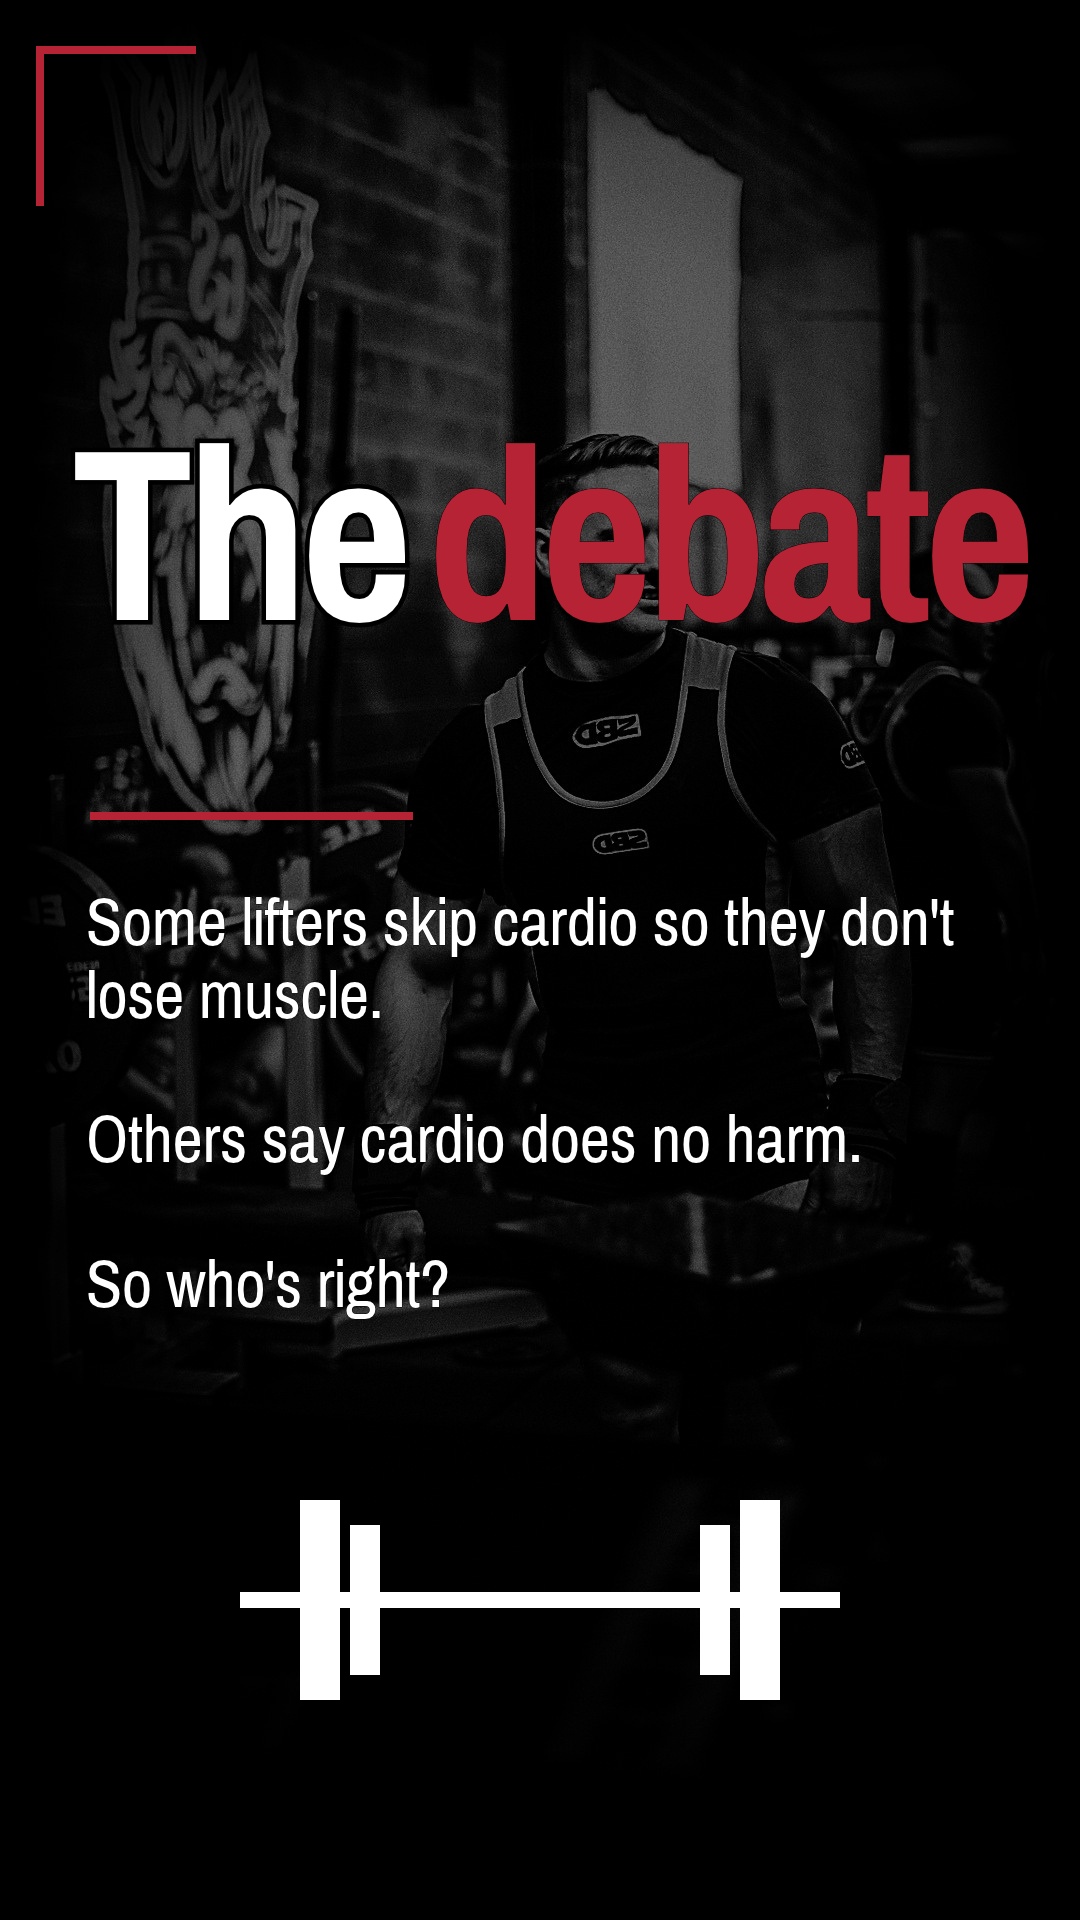 The debate
Some lifters skip cardio so they don't
lose muscle.
Others say cardio does no harm.
So who's right?